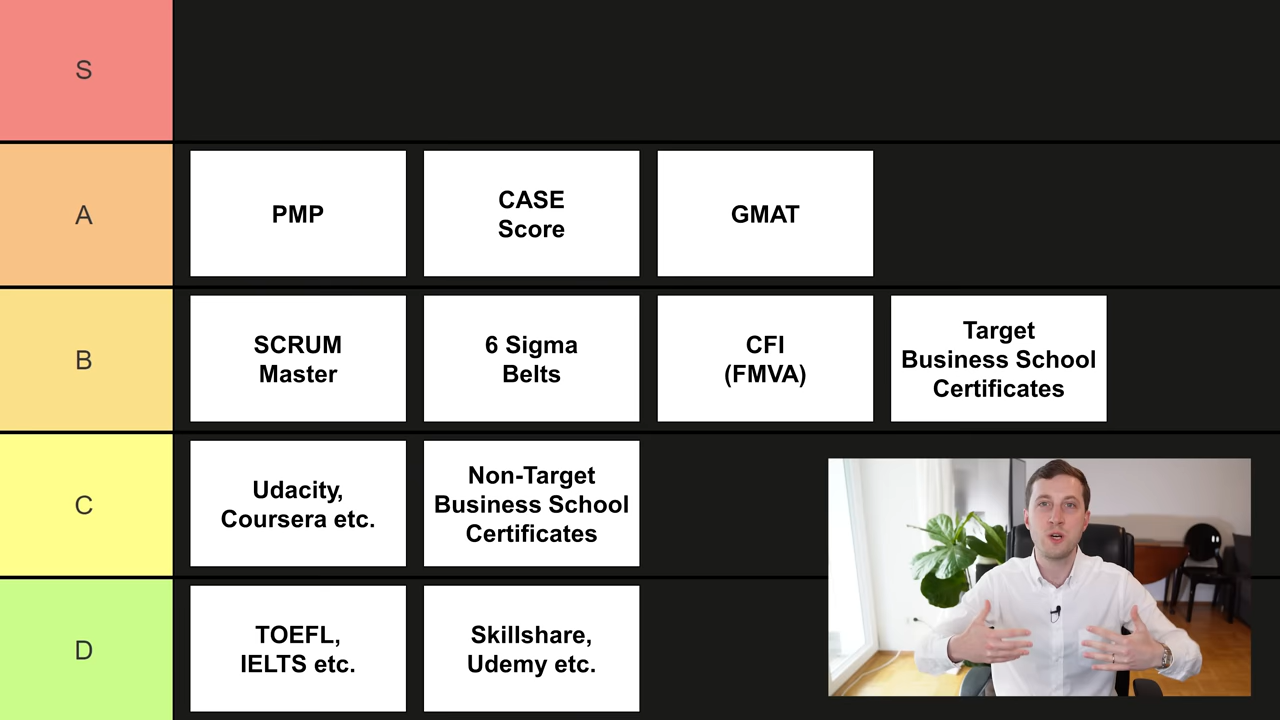 S
A
PMP
CASE
Score
GMAT
B
SCRUM
Master
6 Sigma
Belts
CFI
(FMVA)
Target
Business School
Certificates
C
Udacity,
Coursera etc.
Non-Target
Business School
Certificates
D
TOEFL,
IELTS etc.
Skillshare,
Udemy etc.